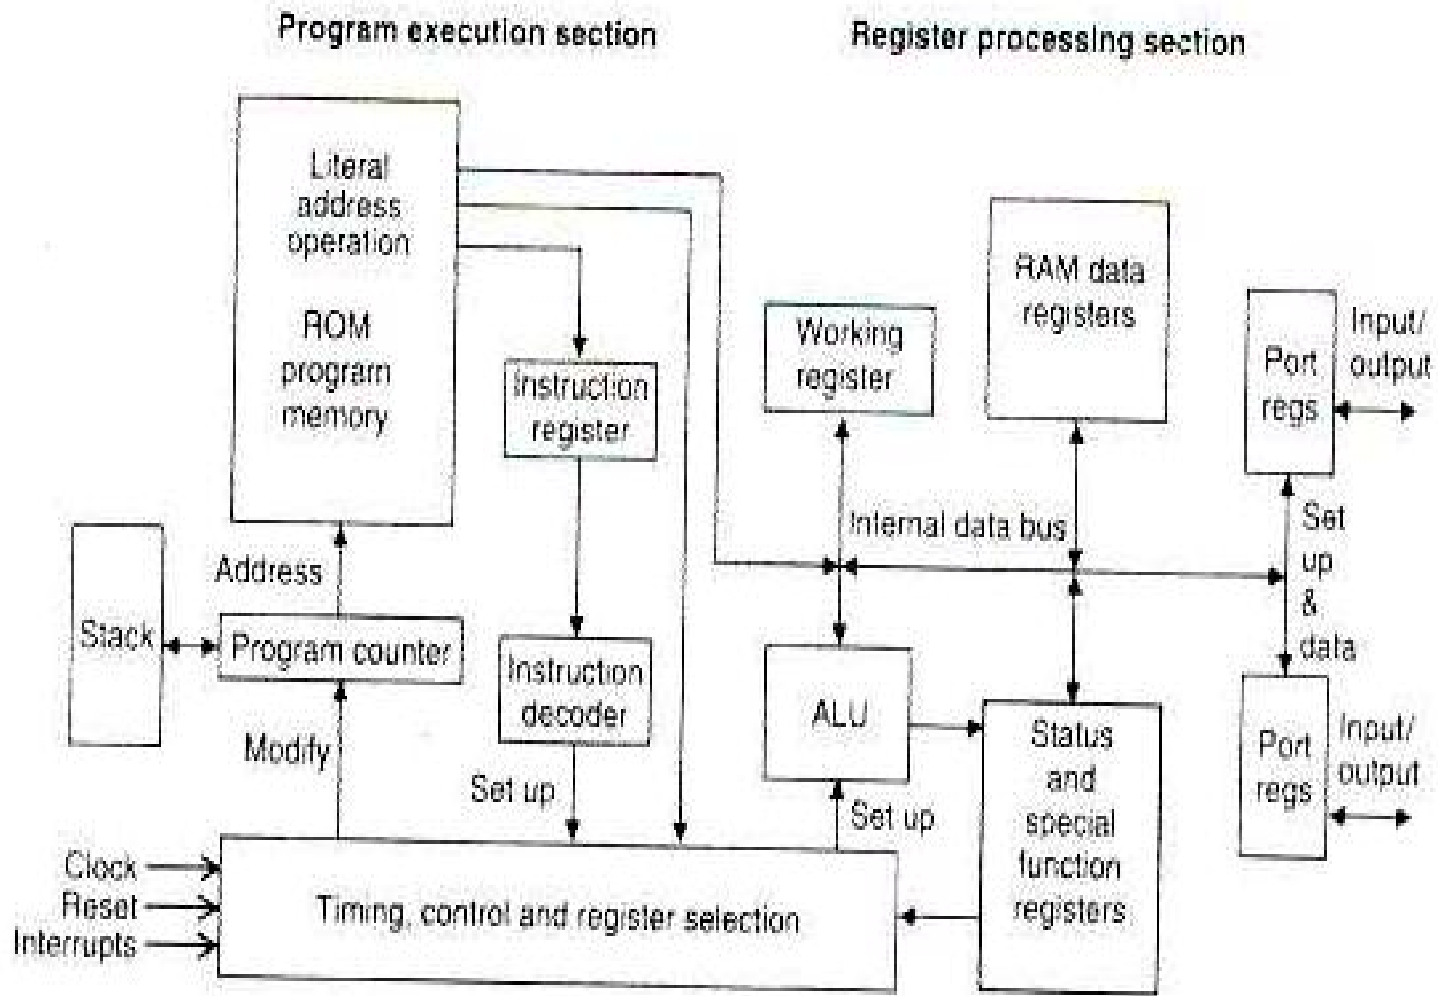 Program execution section
Register processing section
Literal
address
operation
ROM
program
memory
Instruction
register
Working
register
RAM data
registers
Port
regs
Input/
output
Internal data bus
Set
up
&
data
Address
Stack
Program counter
Instruction
decoder
ALU
Status
and
special
function
registers
Port
regs
Input/
output
Modify
Set up
Set up
Clock
Reset
Interrupts
Timing, control and register selection